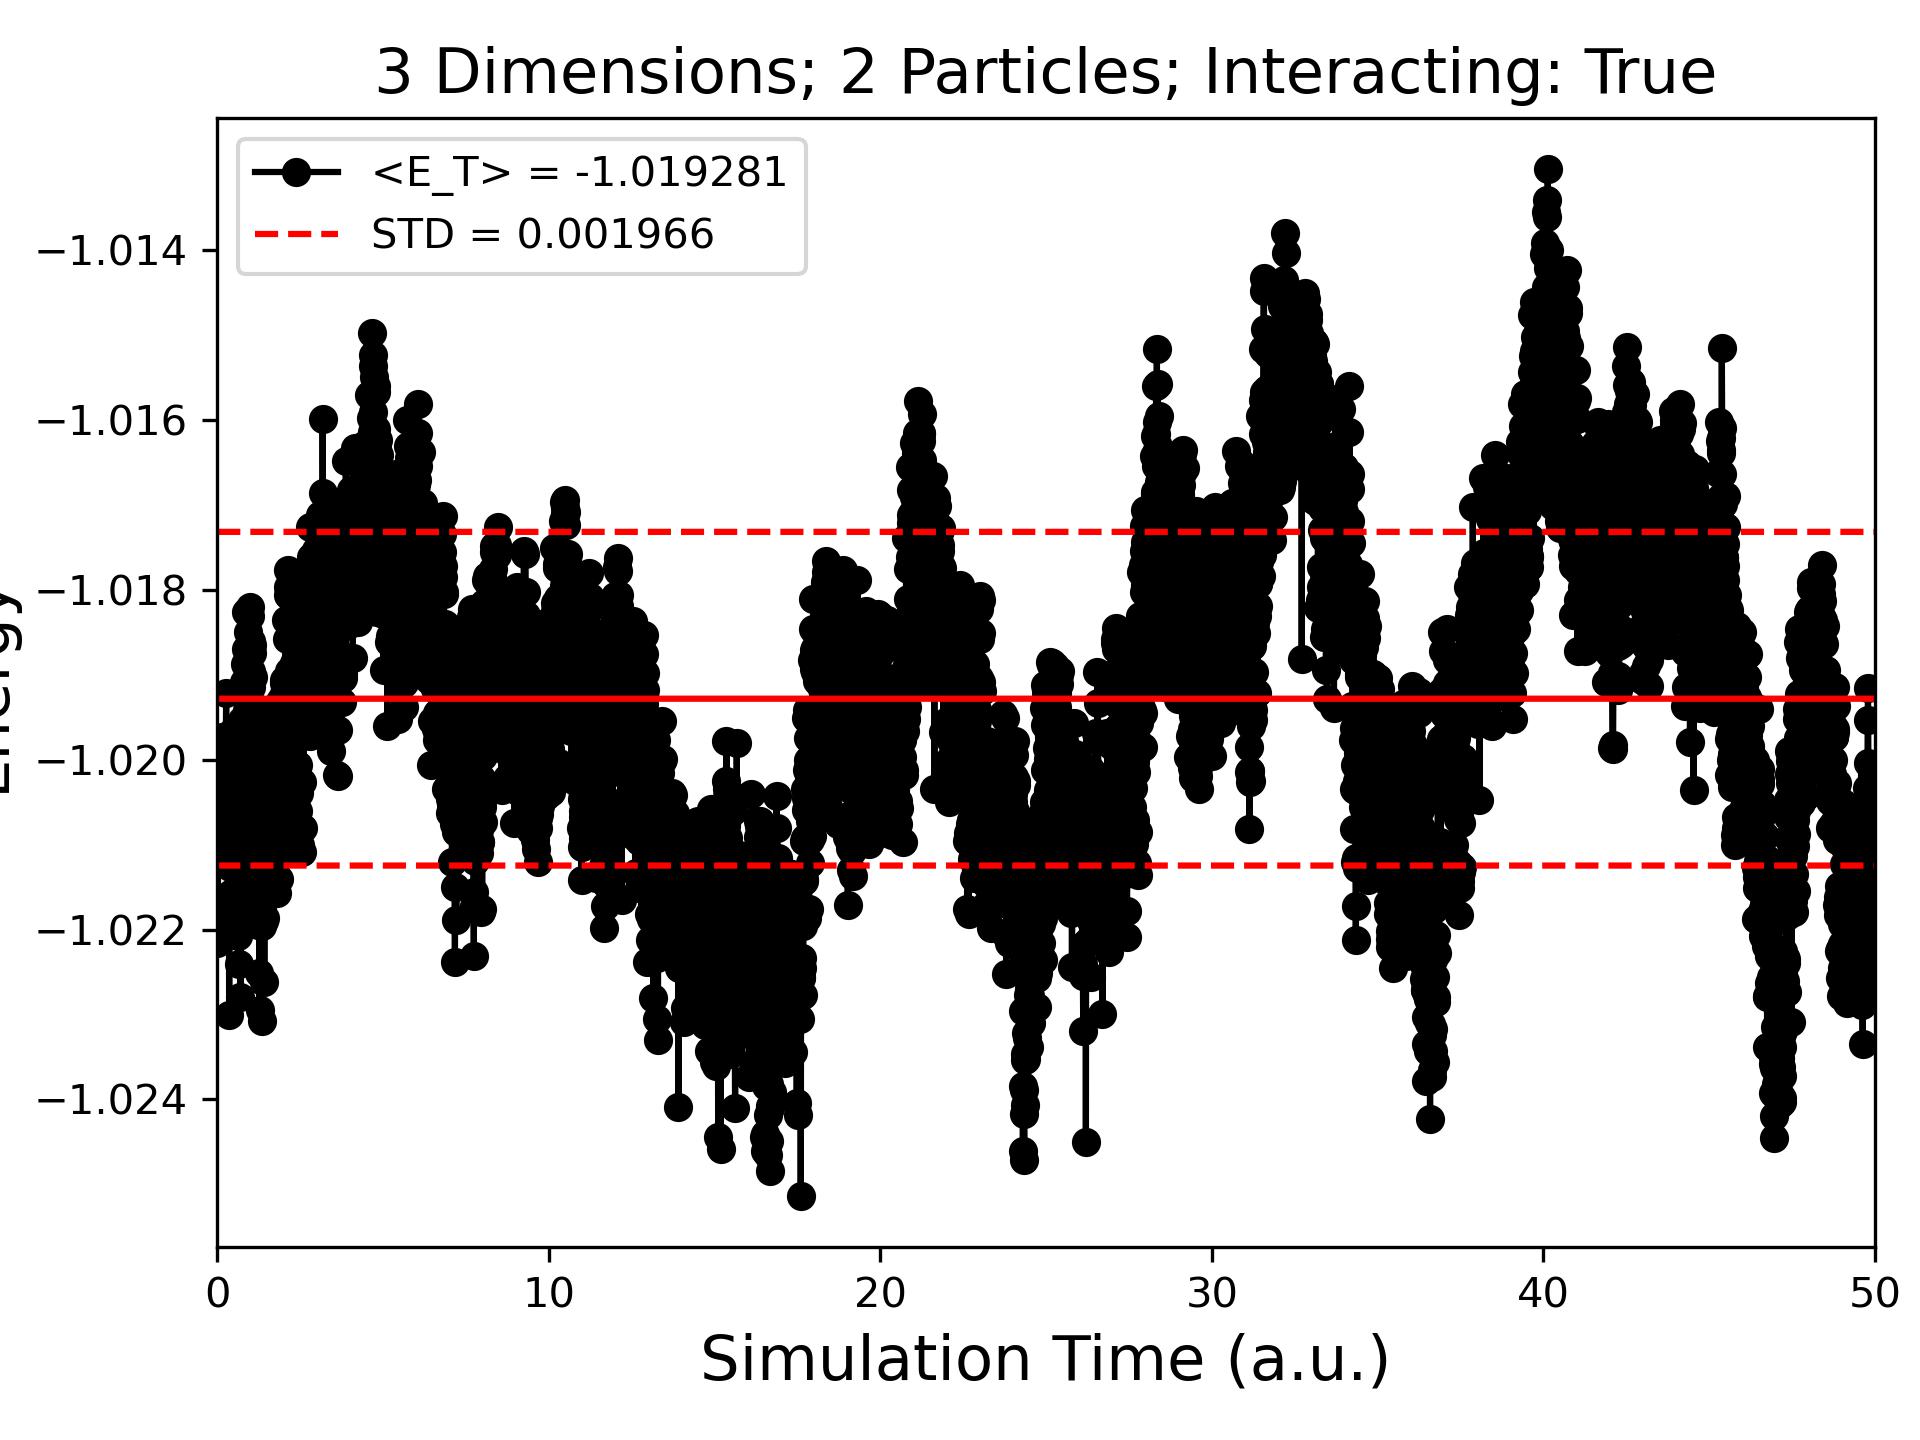 3 Dimensions; 2 Particles; Interacting: True
<E_T> = -1.019281
STD = 0.001966
−1.014
−1.016
−1.018
−1.020
−1.022
−1.024
Energy
0 10 20 30 40 50
Simulation Time (a.u.)